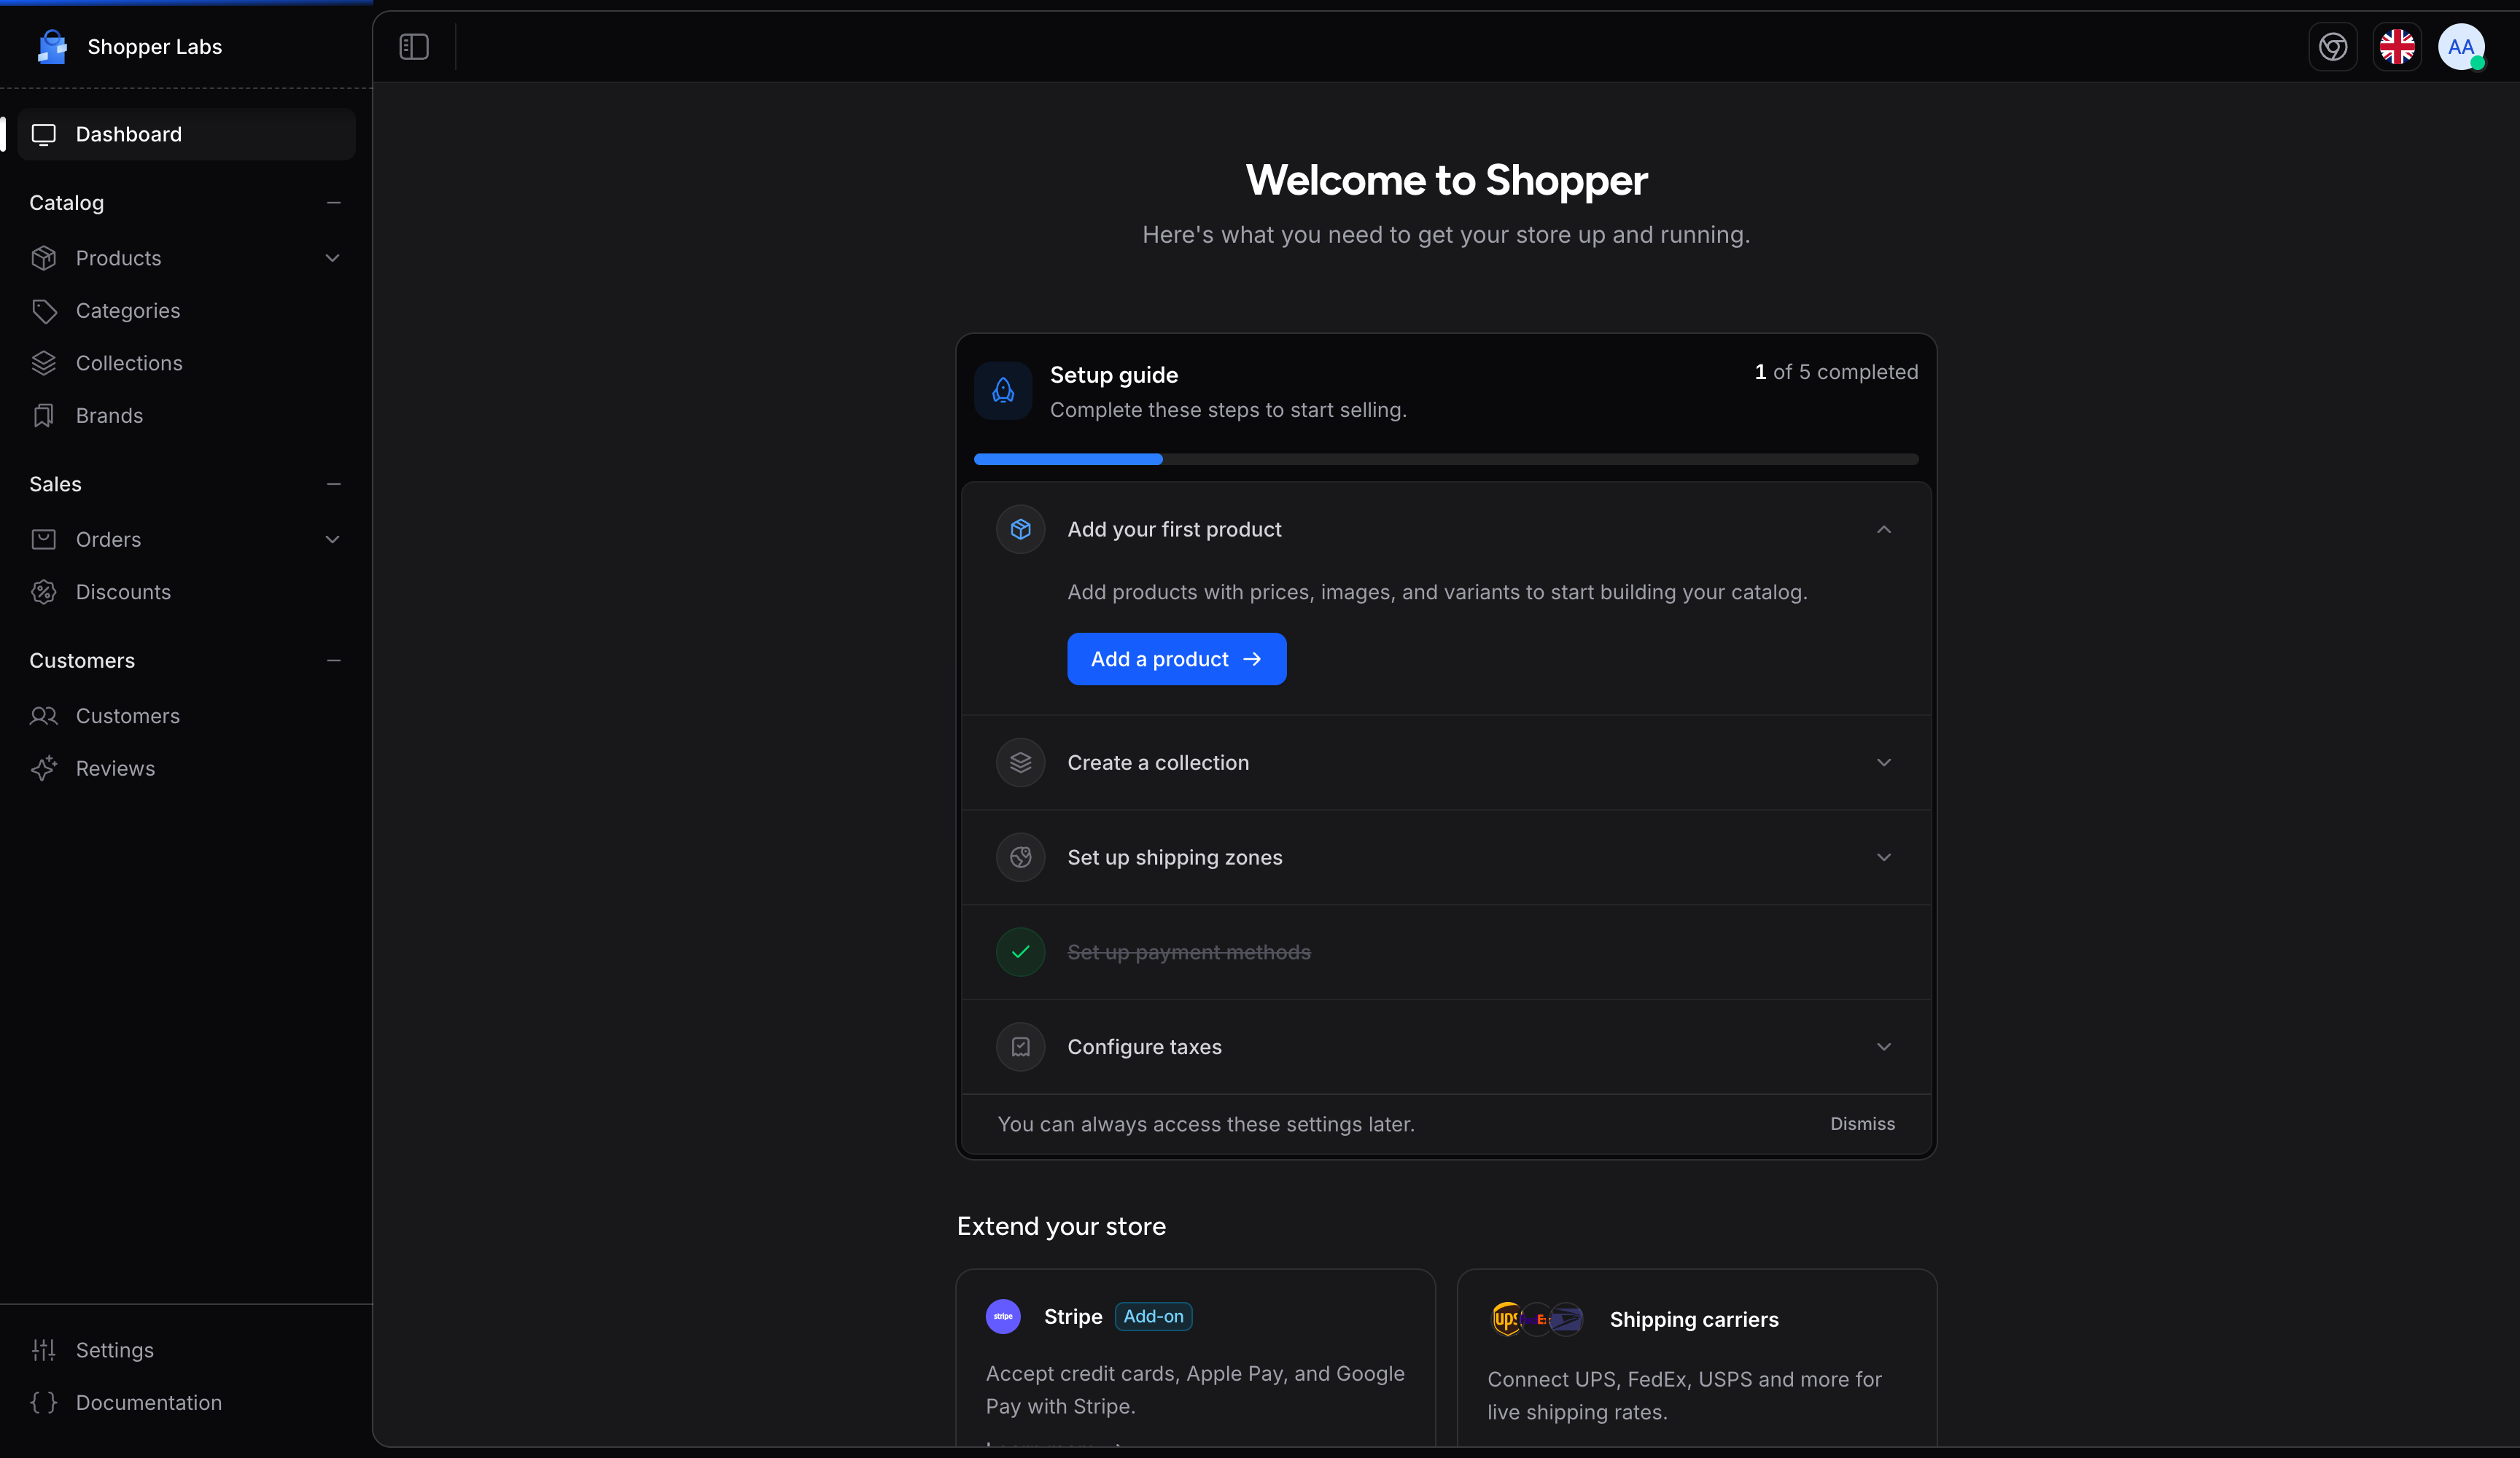 Shopper Labs
AA
Dashboard
Catalog
Products
Categories
Collections
Brands
Sales
Orders
Discounts
Customers
Customers
Reviews
Settings
Documentation
Welcome to Shopper
Here's what you need to get your store up and running.
Setup guide
1 of 5 completed
Complete these steps to start selling.
Add your first product
Add products with prices, images, and variants to start building your catalog.
Add a product
Create a collection
Set up shipping zones
Set up payment methods
Configure taxes
You can always access these settings later.
Dismiss
Extend your store
stripe
Stripe
Add-on
Accept credit cards, Apple Pay, and Google
Pay with Stripe.
ups
Shipping carriers
Connect UPS, FedEx, USPS and more for
live shipping rates.